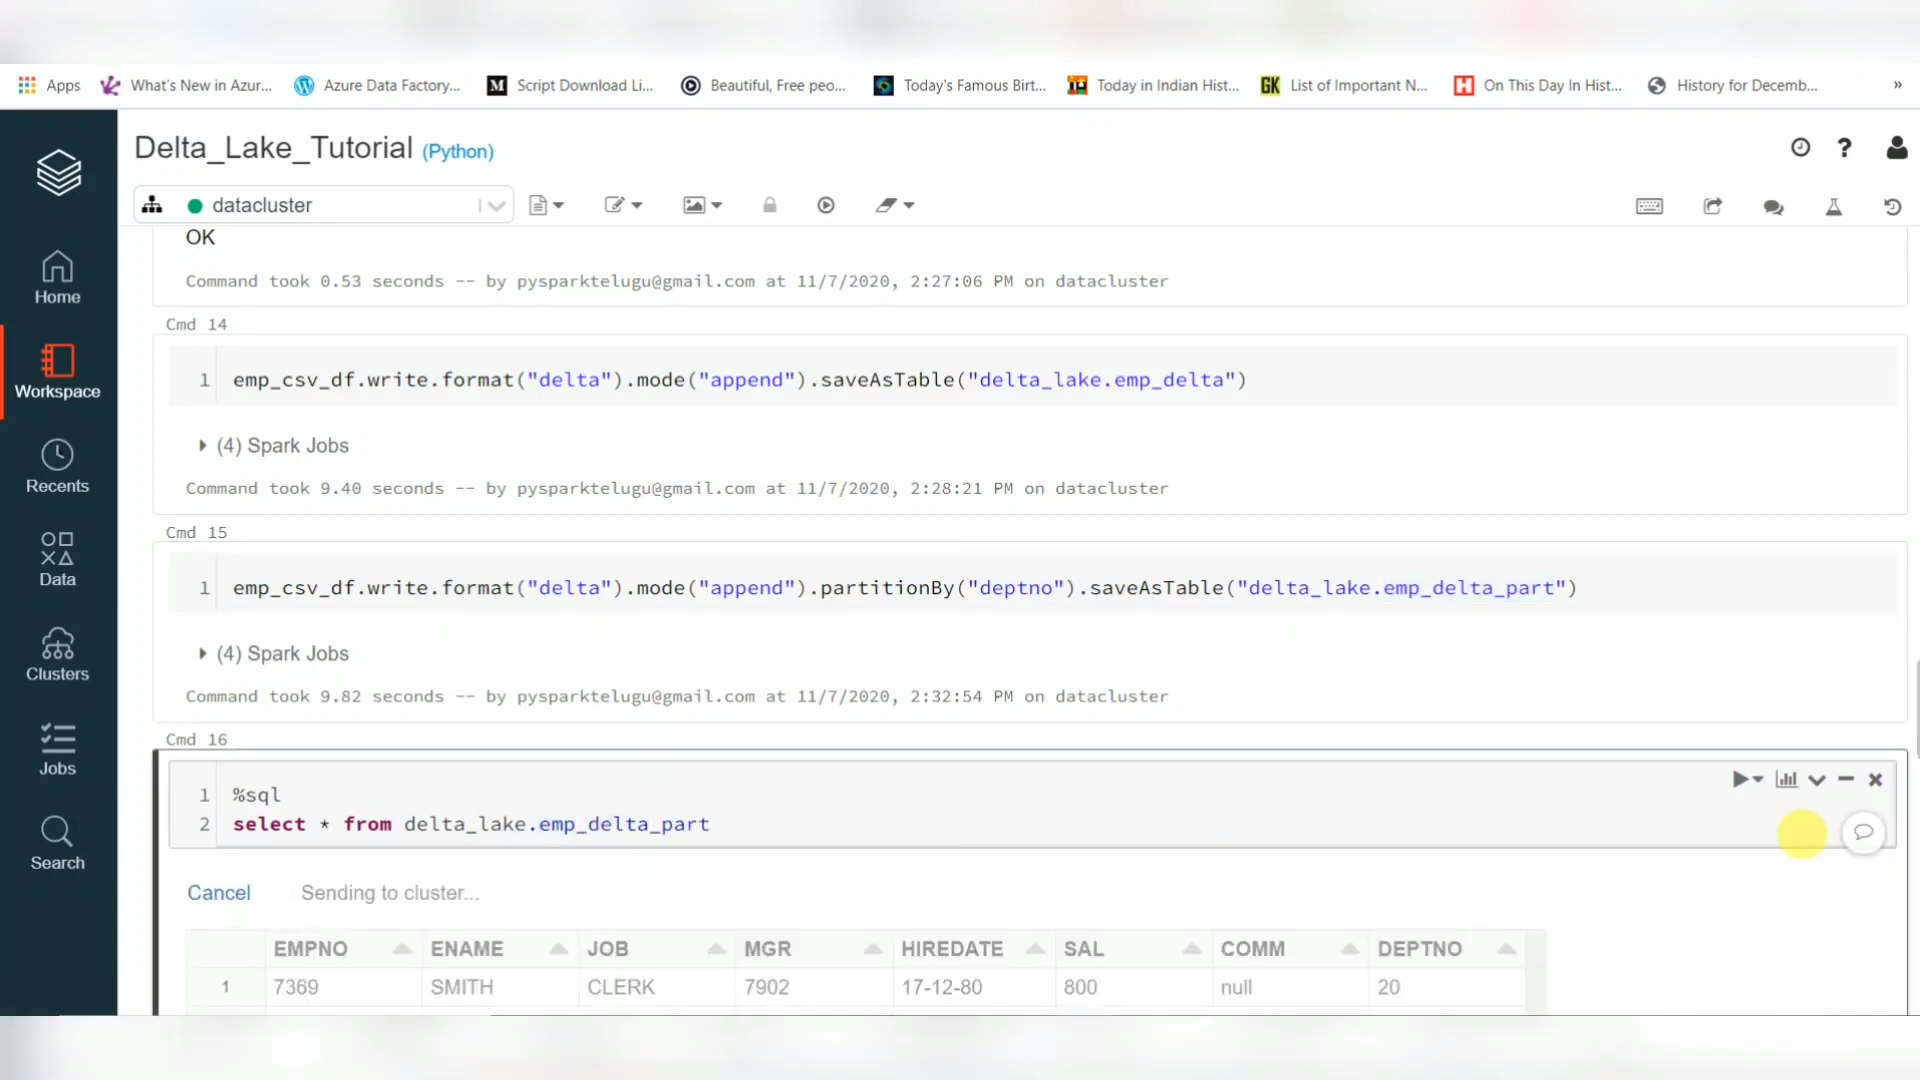 Apps What's New in Azur... Azure Data Factory... M Script Download Li... Beautiful, Free peo... Today's Famous Birt... Today in Indian Hist... GK List of Important N... H On This Day In Hist... History for Decemb... »
Delta_Lake_Tutorial (Python)
?
datacluster
Home
Workspace
Recents
Data
Clusters
Jobs
Search
OK
Command took 0.53 seconds -- by pysparktelugu@gmail.com at 11/7/2020, 2:27:06 PM on datacluster
Cmd 14
1 emp_csv_df.write.format("delta").mode("append").saveAsTable("delta_lake.emp_delta")
(4) Spark Jobs
Command took 9.40 seconds -- by pysparktelugu@gmail.com at 11/7/2020, 2:28:21 PM on datacluster
Cmd 15
1 emp_csv_df.write.format("delta").mode("append").partitionBy("deptno").saveAsTable("delta_lake.emp_delta_part")
(4) Spark Jobs
Command took 9.82 seconds -- by pysparktelugu@gmail.com at 11/7/2020, 2:32:54 PM on datacluster
Cmd 16
1 %sql
2 select * from delta_lake.emp_delta_part
Cancel Sending to cluster...
EMPNO ENAME JOB MGR HIREDATE SAL COMM DEPTNO
1 7369 SMITH CLERK 7902 17-12-80 800 null 20